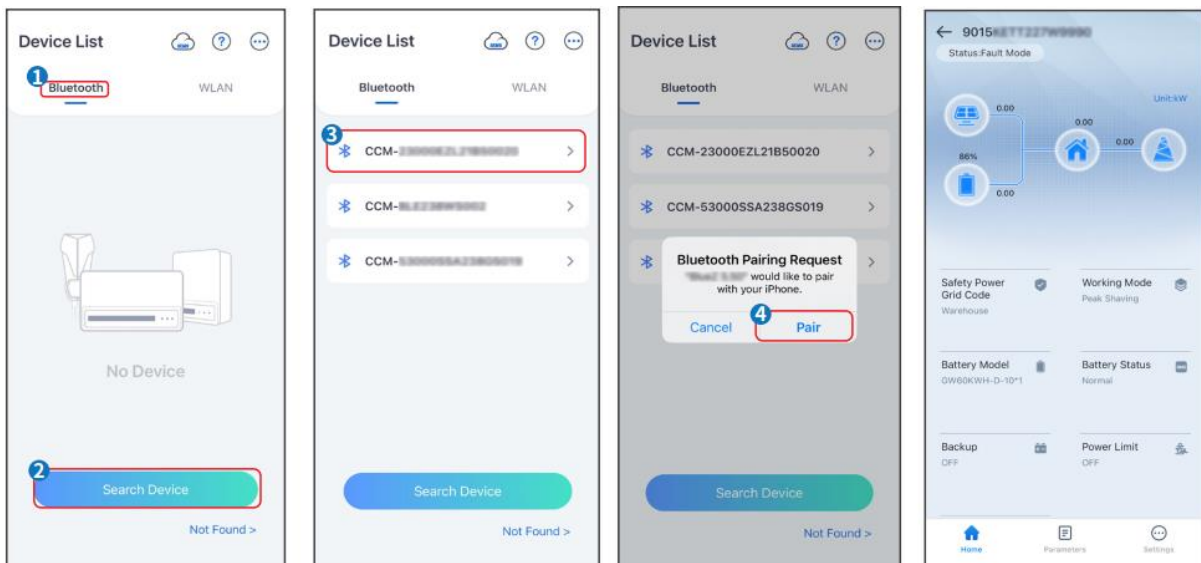 Device List
1
Bluetooth
WLAN
No Device
2
Search Device
Not Found >
Device List
Bluetooth
WLAN
3
CCM-
CCM-
CCM-
Search Device
Not Found >
Device List
Bluetooth
WLAN
CCM-23000EZL21B50020
CCM-53000SSA238GS019
Bluetooth Pairing Request
would like to pair
with your iPhone.
4
Cancel
Pair
Search Device
Not Found >
9015
Status:Fault Mode
Unit:kW
0.00
0.00
0.00
86%
0.00
Safety Power
Grid Code
Warehouse
Working Mode
Peak Shaving
Battery Model
GW60KWH-D-10*1
Battery Status
Normal
Backup
OFF
Power Limit
OFF
Home
Parameters
Settings